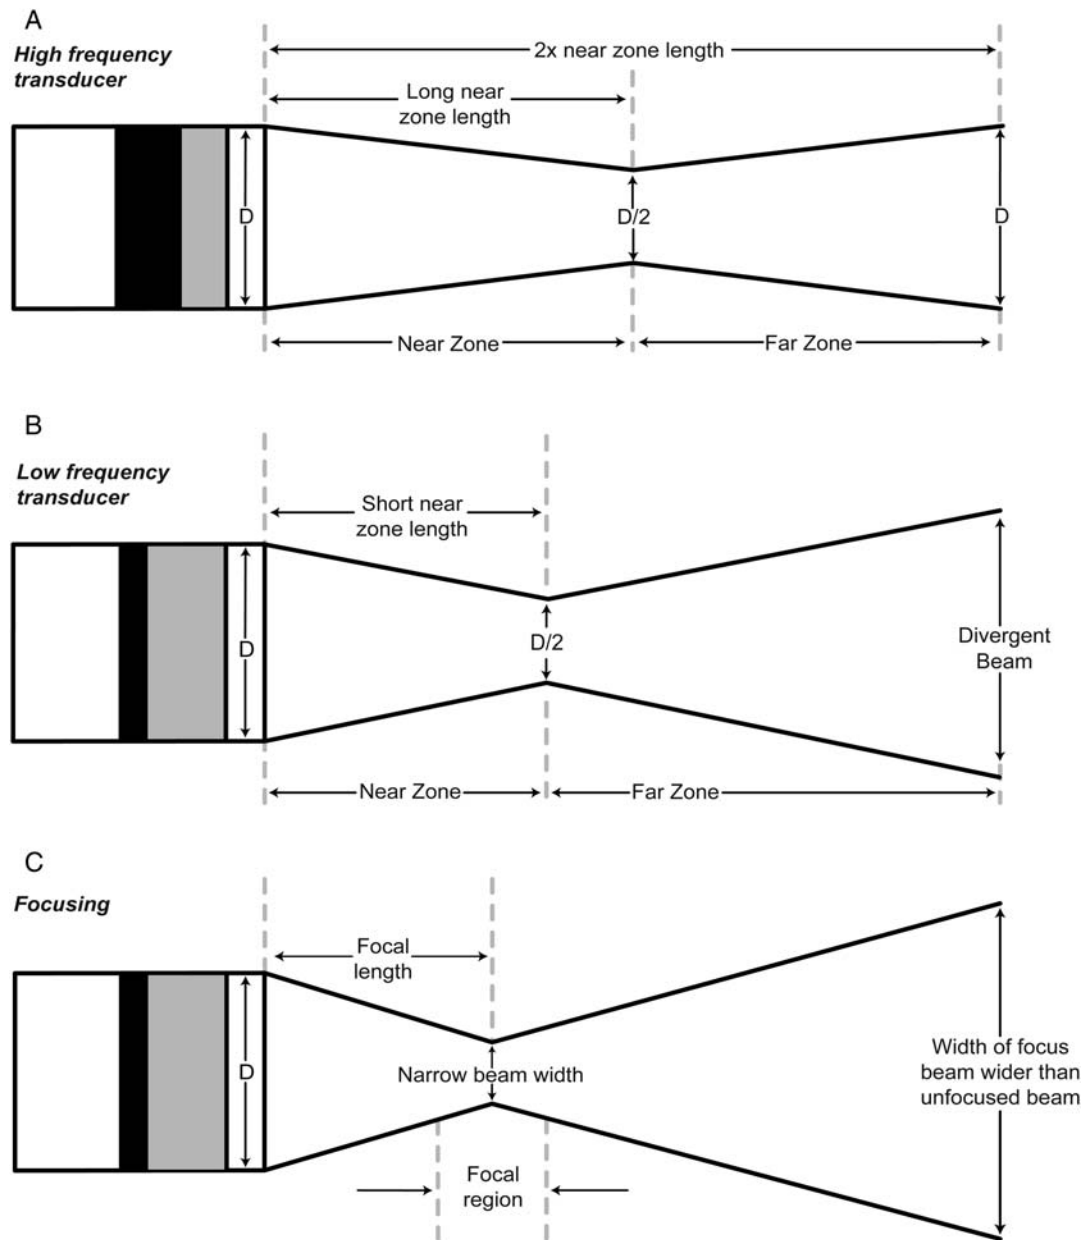 A
High frequency
transducer
2x near zone length
Long near
zone length
D
D/2
D
Near Zone
Far Zone
B
Low frequency
transducer
Short near
zone length
D
D/2
Divergent
Beam
Near Zone
Far Zone
C
Focusing
Focal
length
D
Narrow beam width
Width of focus
beam wider than
unfocused beam
Focal
region